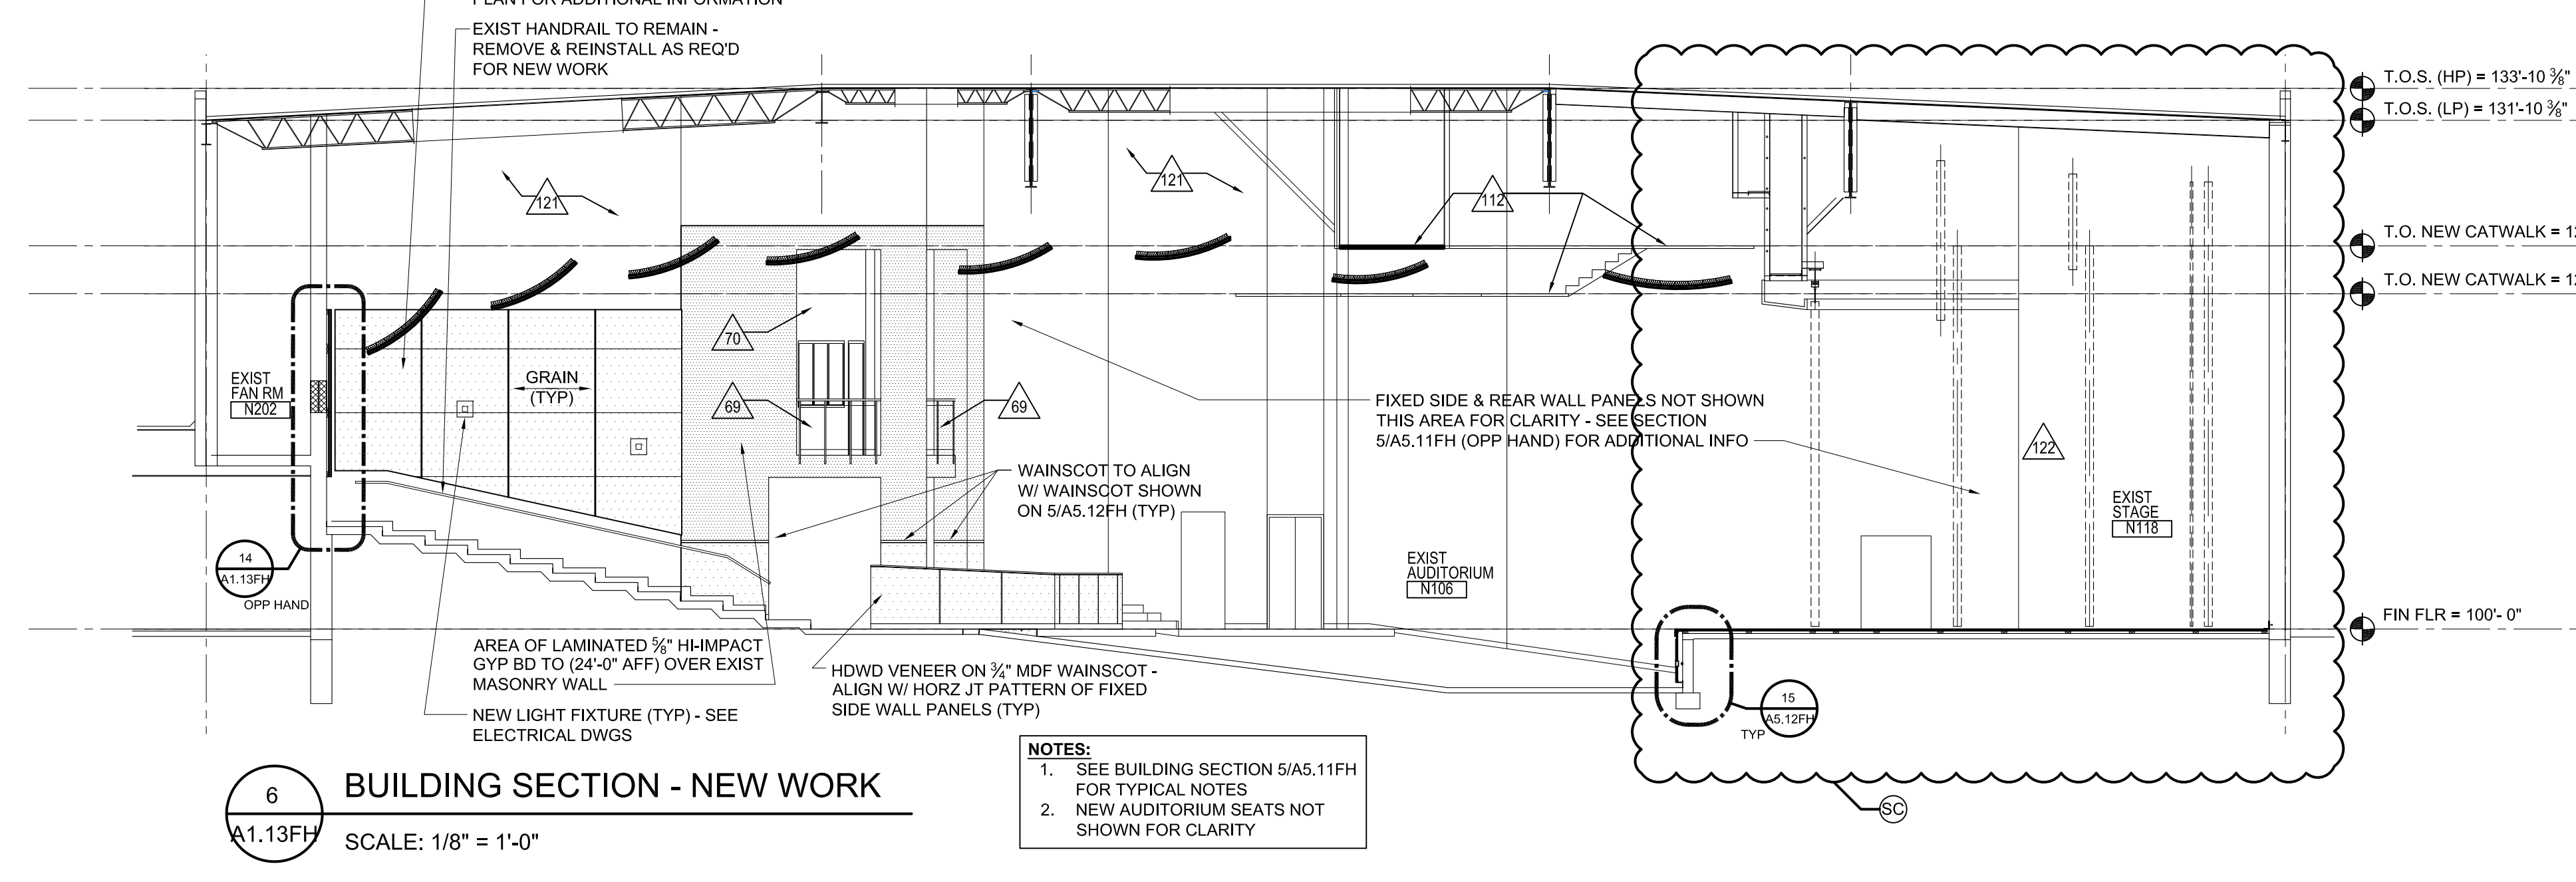 PLAN FOR ADDITIONAL INFORMATION
EXIST HANDRAIL TO REMAIN -
REMOVE & REINSTALL AS REQ'D
FOR NEW WORK
T.O.S. (HP) = 133'-10 ⅜"
T.O.S. (LP) = 131'-10 ⅜"
T.O. NEW CATWALK = 12
T.O. NEW CATWALK = 12
FIN FLR = 100'- 0"
121
121
112
70
69
69
122
EXIST
FAN RM
N202
GRAIN
(TYP)
FIXED SIDE & REAR WALL PANELS NOT SHOWN
THIS AREA FOR CLARITY - SEE SECTION
5/A5.11FH (OPP HAND) FOR ADDITIONAL INFO
WAINSCOT TO ALIGN
W/ WAINSCOT SHOWN
ON 5/A5.12FH (TYP)
EXIST
STAGE
N118
EXIST
AUDITORIUM
N106
14
A1.13FH
OPP HAND
AREA OF LAMINATED ⅝" HI-IMPACT
GYP BD TO (24'-0" AFF) OVER EXIST
MASONRY WALL
NEW LIGHT FIXTURE (TYP) - SEE
ELECTRICAL DWGS
HDWD VENEER ON ¾" MDF WAINSCOT -
ALIGN W/ HORZ JT PATTERN OF FIXED
SIDE WALL PANELS (TYP)
15
A5.12FH
TYP
NOTES:
1. SEE BUILDING SECTION 5/A5.11FH
FOR TYPICAL NOTES
2. NEW AUDITORIUM SEATS NOT
SHOWN FOR CLARITY
SC
6
A1.13FH
BUILDING SECTION - NEW WORK
SCALE: 1/8" = 1'-0"